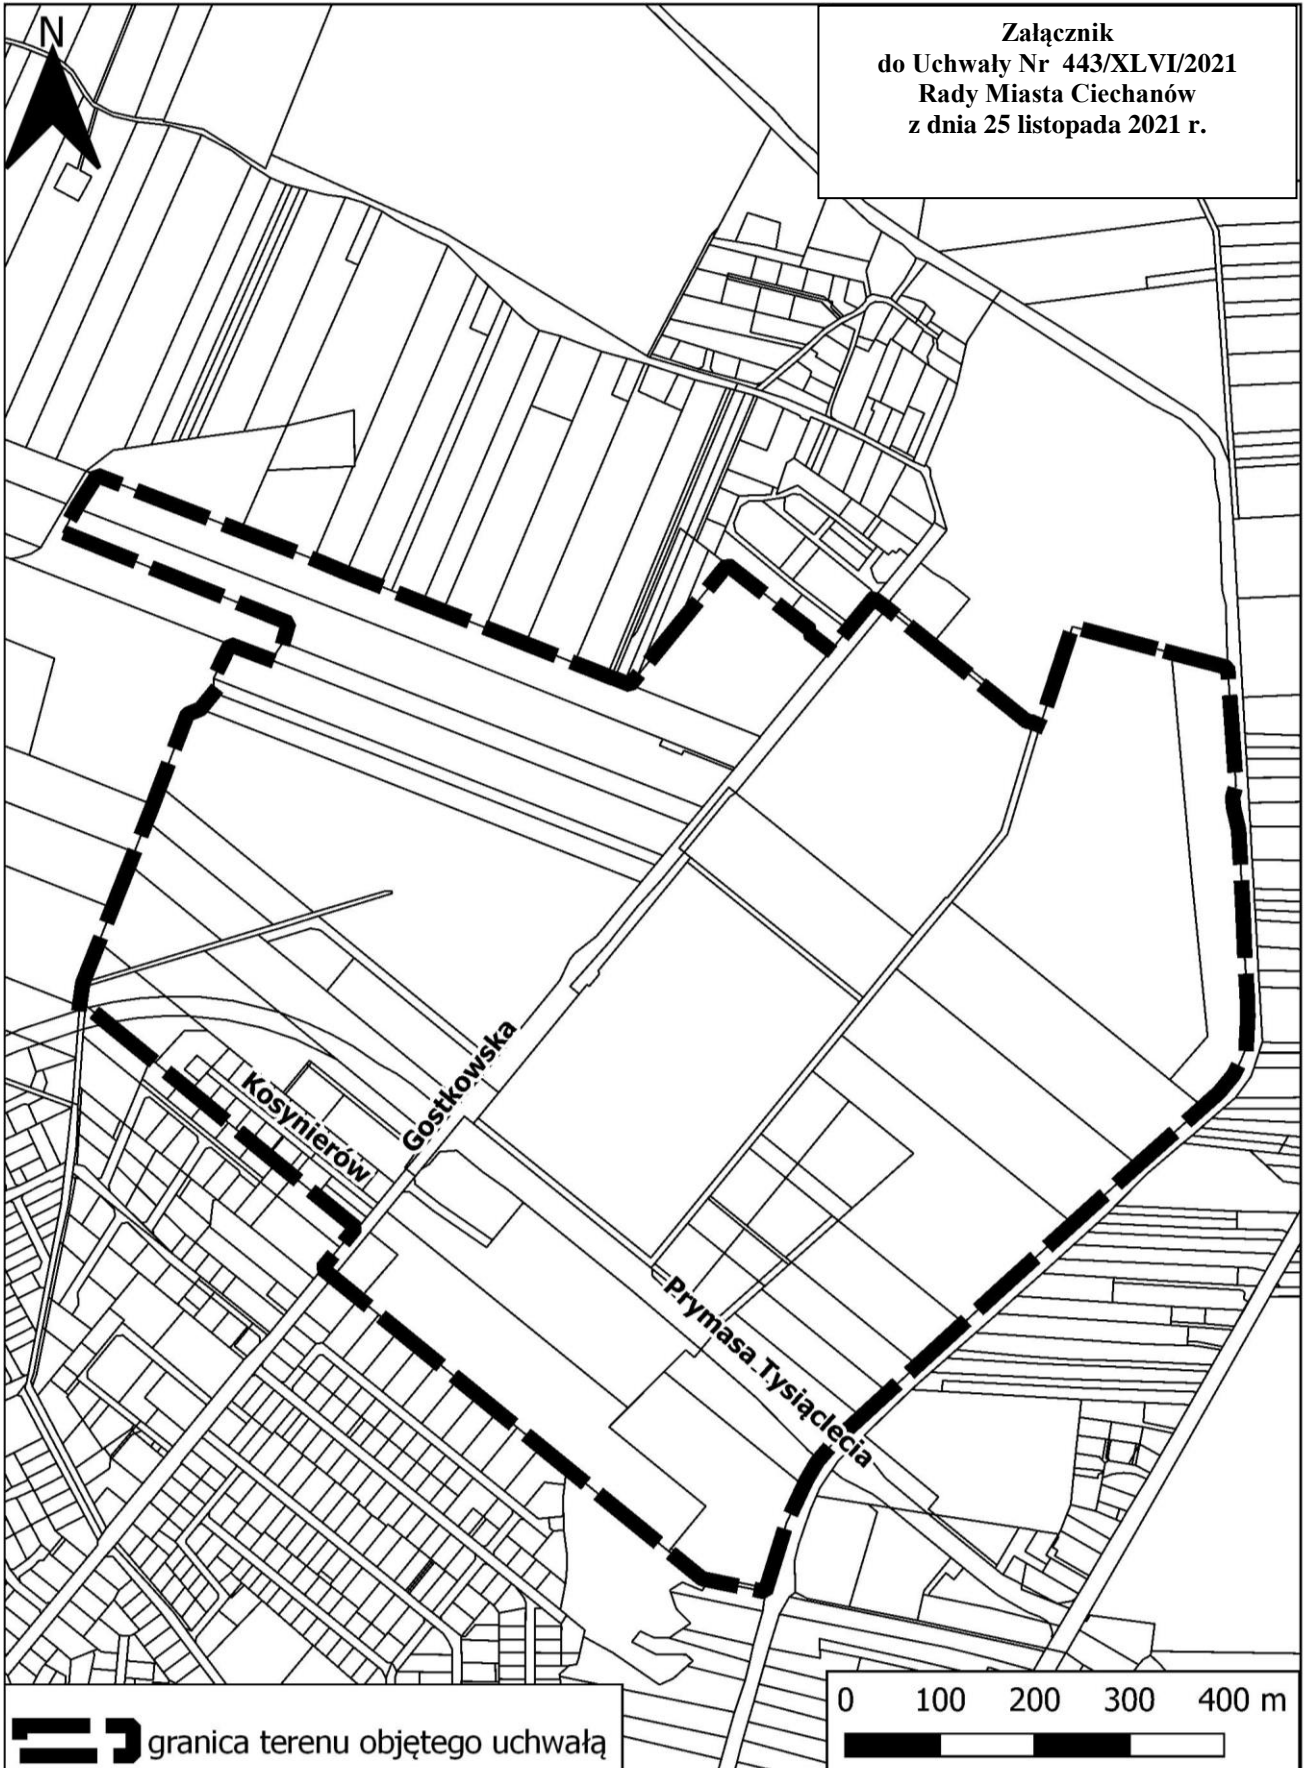 N
Załącznik
do Uchwały Nr 443/XLVI/2021
Rady Miasta Ciechanów
z dnia 25 listopada 2021 r.
Gostkowska
Kosynierów
Prymasa Tysiąclecia
granica terenu objętego uchwałą
0 100 200 300 400 m